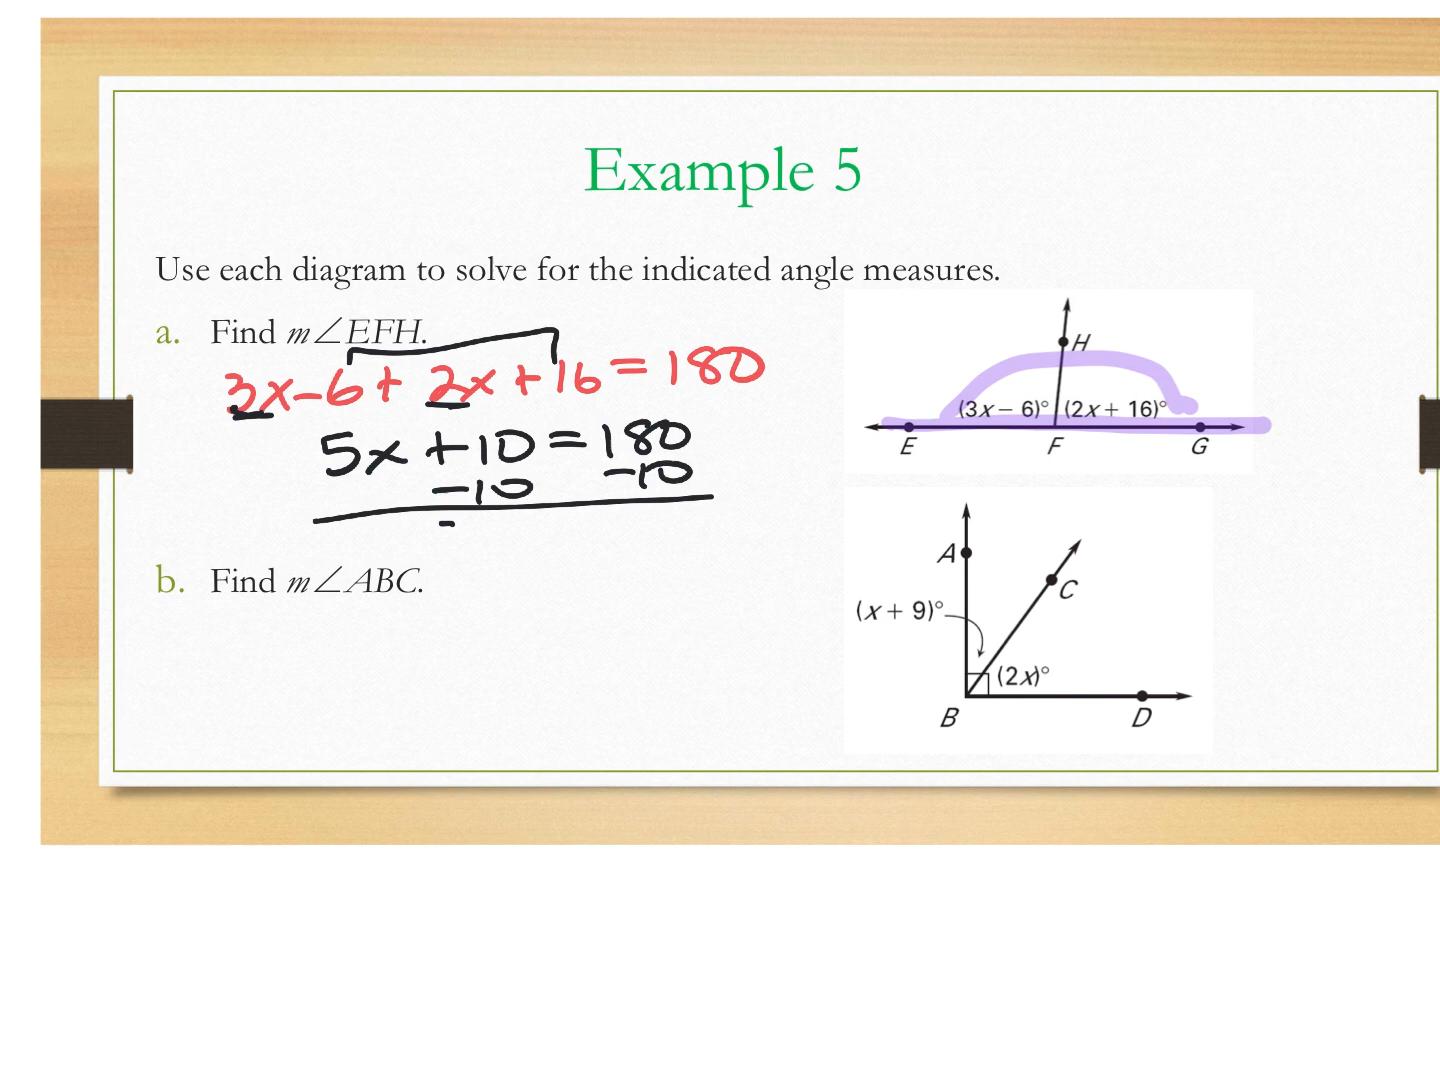 Example 5
Use each diagram to solve for the indicated angle measures.
a. Find m∠EFH.
3x-6+ 2x +16 = 180
5x +10 = 180
-10 -10
b. Find m∠ABC.
H
(3x − 6)° (2x + 16)°
E F G
A
C
(x + 9)°
(2x)°
B D